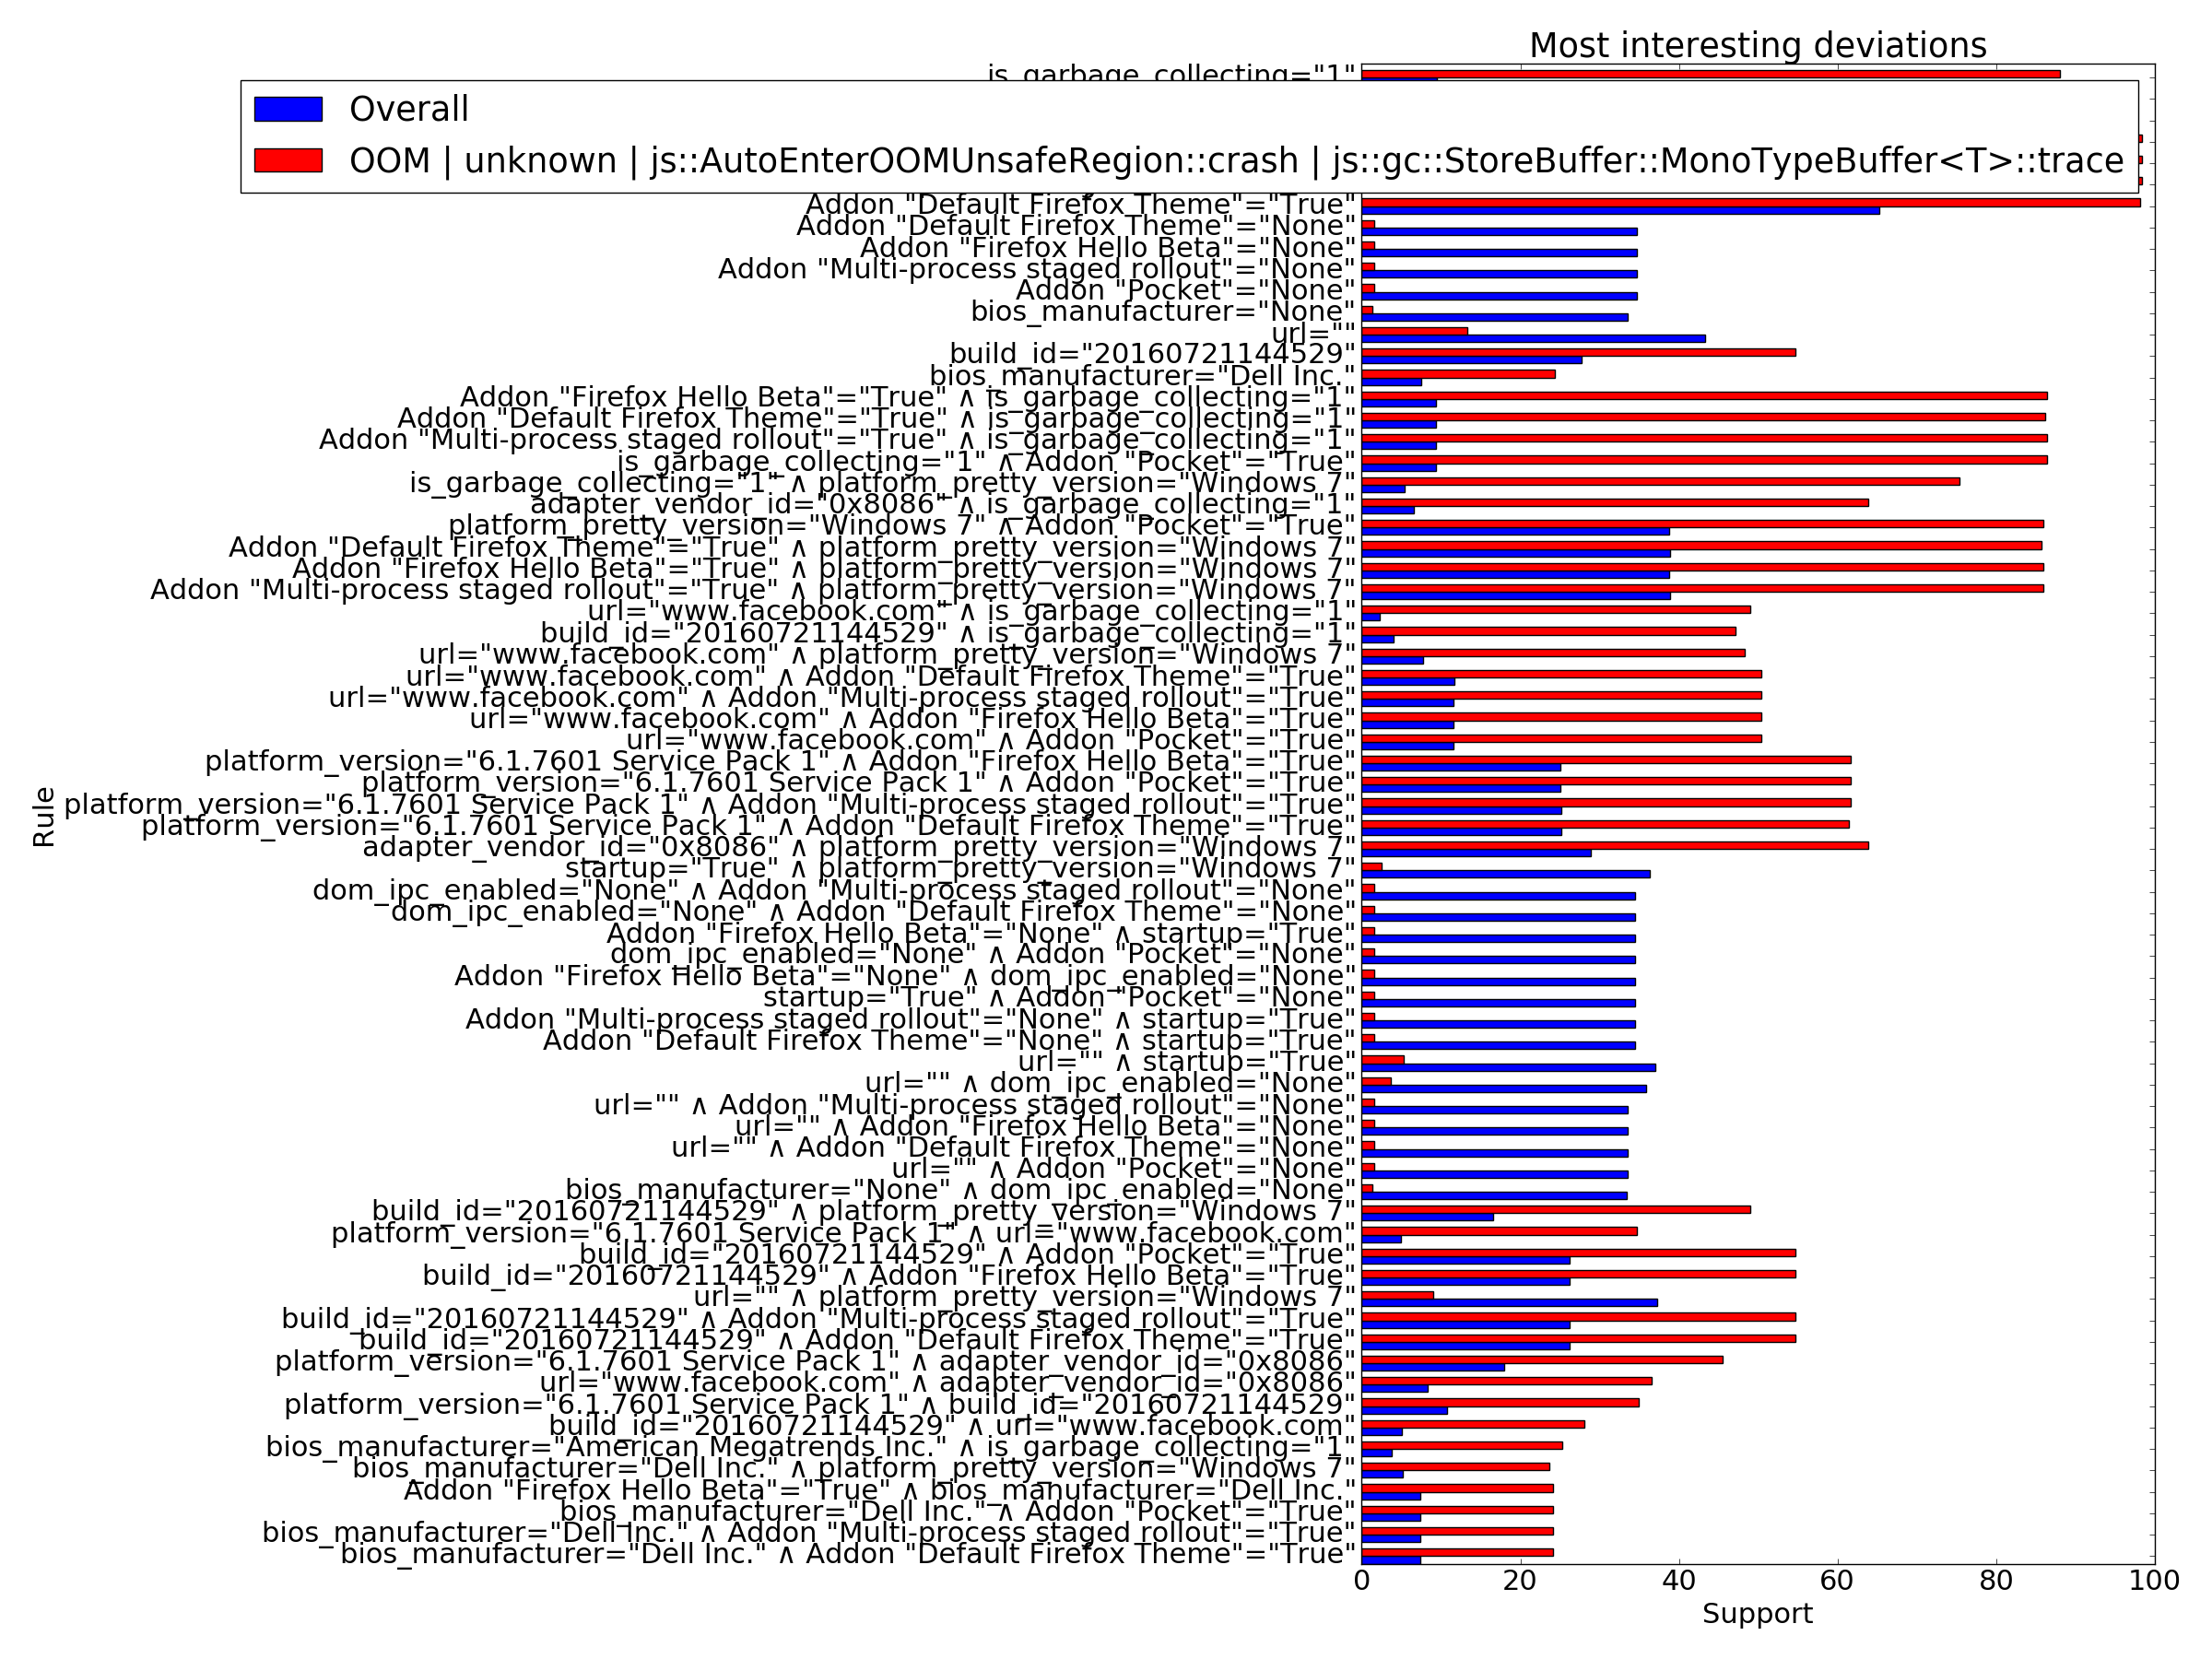 Most interesting deviations
is_garbage_collecting="1"
Overall
OOM | unknown | js::AutoEnterOOMUnsafeRegion::crash | js::gc::StoreBuffer::MonoTypeBuffer<T>::trace
Addon "Default Firefox Theme"="True"
Addon "Default Firefox Theme"="None"
Addon "Firefox Hello Beta"="None"
Addon "Multi-process staged rollout"="None"
Addon "Pocket"="None"
bios_manufacturer="None"
url=""
build_id="20160721144529"
bios_manufacturer="Dell Inc."
Addon "Firefox Hello Beta"="True" ∧ is_garbage_collecting="1"
Addon "Default Firefox Theme"="True" ∧ is_garbage_collecting="1"
Addon "Multi-process staged rollout"="True" ∧ is_garbage_collecting="1"
is_garbage_collecting="1" ∧ Addon "Pocket"="True"
is_garbage_collecting="1" ∧ platform_pretty_version="Windows 7"
adapter_vendor_id="0x8086" ∧ is_garbage_collecting="1"
platform_pretty_version="Windows 7" ∧ Addon "Pocket"="True"
Addon "Default Firefox Theme"="True" ∧ platform_pretty_version="Windows 7"
Addon "Firefox Hello Beta"="True" ∧ platform_pretty_version="Windows 7"
Addon "Multi-process staged rollout"="True" ∧ platform_pretty_version="Windows 7"
url="www.facebook.com" ∧ is_garbage_collecting="1"
build_id="20160721144529" ∧ is_garbage_collecting="1"
url="www.facebook.com" ∧ platform_pretty_version="Windows 7"
url="www.facebook.com" ∧ Addon "Default Firefox Theme"="True"
url="www.facebook.com" ∧ Addon "Multi-process staged rollout"="True"
url="www.facebook.com" ∧ Addon "Firefox Hello Beta"="True"
url="www.facebook.com" ∧ Addon "Pocket"="True"
platform_version="6.1.7601 Service Pack 1" ∧ Addon "Firefox Hello Beta"="True"
platform_version="6.1.7601 Service Pack 1" ∧ Addon "Pocket"="True"
platform_version="6.1.7601 Service Pack 1" ∧ Addon "Multi-process staged rollout"="True"
platform_version="6.1.7601 Service Pack 1" ∧ Addon "Default Firefox Theme"="True"
adapter_vendor_id="0x8086" ∧ platform_pretty_version="Windows 7"
startup="True" ∧ platform_pretty_version="Windows 7"
dom_ipc_enabled="None" ∧ Addon "Multi-process staged rollout"="None"
dom_ipc_enabled="None" ∧ Addon "Default Firefox Theme"="None"
Addon "Firefox Hello Beta"="None" ∧ startup="True"
dom_ipc_enabled="None" ∧ Addon "Pocket"="None"
Addon "Firefox Hello Beta"="None" ∧ dom_ipc_enabled="None"
startup="True" ∧ Addon "Pocket"="None"
Addon "Multi-process staged rollout"="None" ∧ startup="True"
Addon "Default Firefox Theme"="None" ∧ startup="True"
url="" ∧ startup="True"
url="" ∧ dom_ipc_enabled="None"
url="" ∧ Addon "Multi-process staged rollout"="None"
url="" ∧ Addon "Firefox Hello Beta"="None"
url="" ∧ Addon "Default Firefox Theme"="None"
url="" ∧ Addon "Pocket"="None"
bios_manufacturer="None" ∧ dom_ipc_enabled="None"
build_id="20160721144529" ∧ platform_pretty_version="Windows 7"
platform_version="6.1.7601 Service Pack 1" ∧ url="www.facebook.com"
build_id="20160721144529" ∧ Addon "Pocket"="True"
build_id="20160721144529" ∧ Addon "Firefox Hello Beta"="True"
url="" ∧ platform_pretty_version="Windows 7"
build_id="20160721144529" ∧ Addon "Multi-process staged rollout"="True"
build_id="20160721144529" ∧ Addon "Default Firefox Theme"="True"
platform_version="6.1.7601 Service Pack 1" ∧ adapter_vendor_id="0x8086"
url="www.facebook.com" ∧ adapter_vendor_id="0x8086"
platform_version="6.1.7601 Service Pack 1" ∧ build_id="20160721144529"
build_id="20160721144529" ∧ url="www.facebook.com"
bios_manufacturer="American Megatrends Inc." ∧ is_garbage_collecting="1"
bios_manufacturer="Dell Inc." ∧ platform_pretty_version="Windows 7"
Addon "Firefox Hello Beta"="True" ∧ bios_manufacturer="Dell Inc."
bios_manufacturer="Dell Inc." ∧ Addon "Pocket"="True"
bios_manufacturer="Dell Inc." ∧ Addon "Multi-process staged rollout"="True"
bios_manufacturer="Dell Inc." ∧ Addon "Default Firefox Theme"="True"
Rule
0 20 40 60 80 100
Support